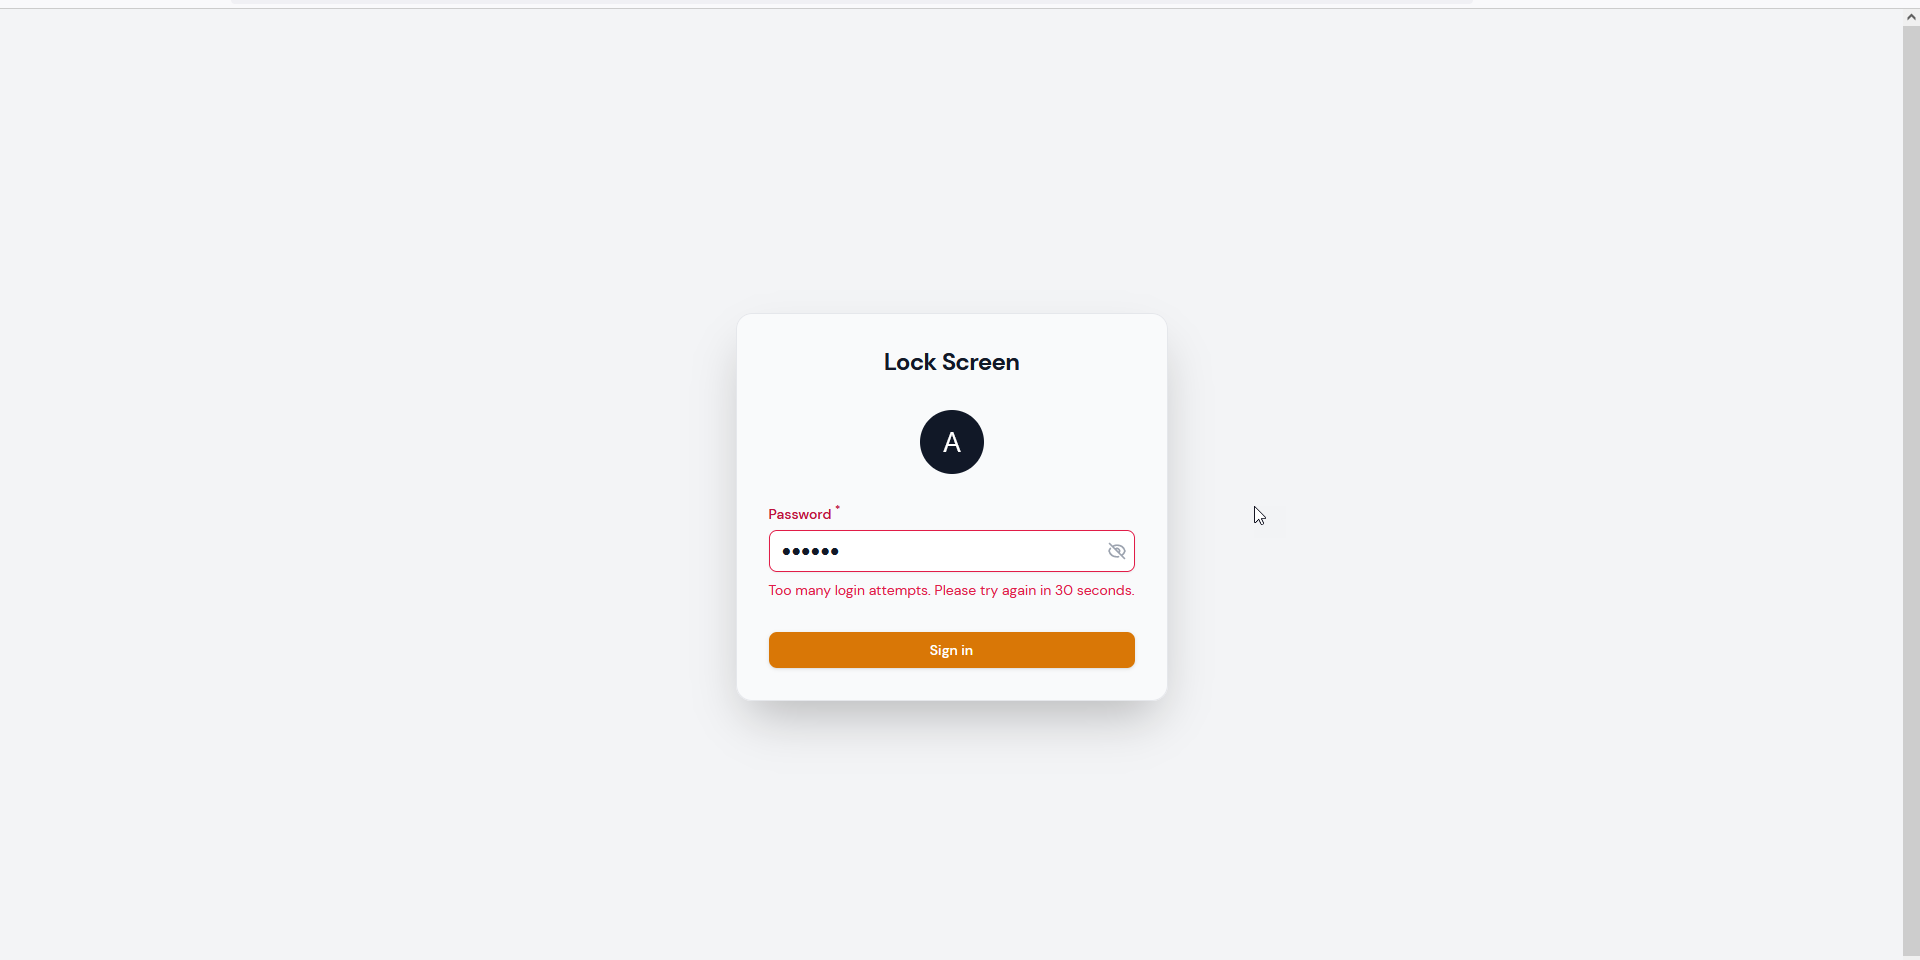 Lock Screen
A
Password *
••••••
Too many login attempts. Please try again in 30 seconds.
Sign in